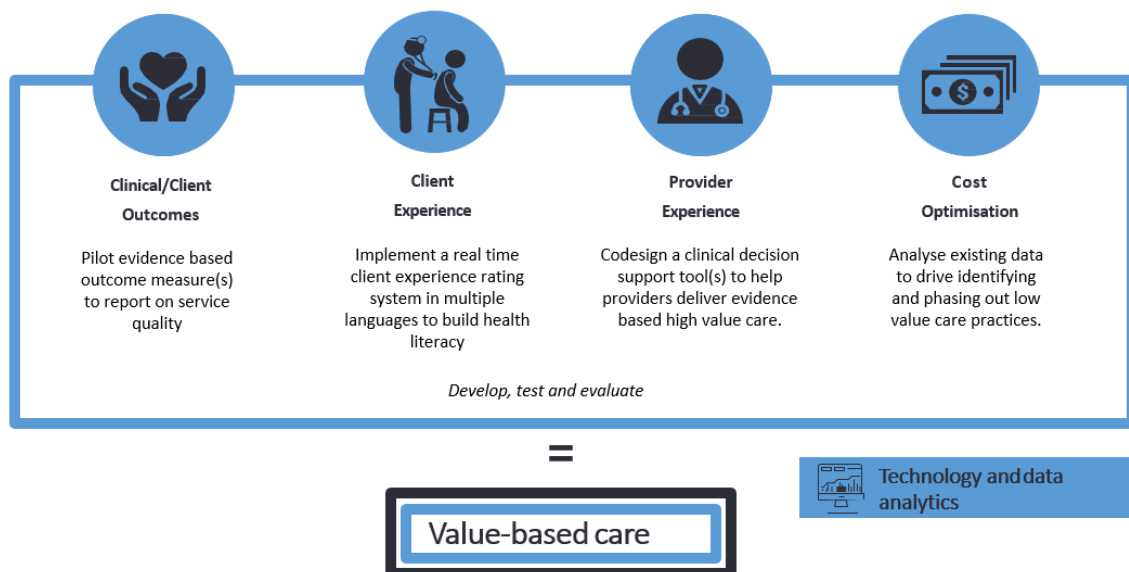 Clinical/Client
Outcomes
Pilot evidence based
outcome measure(s)
to report on service
quality
Client
Experience
Implement a real time
client experience rating
system in multiple
languages to build health
literacy
Provider
Experience
Codesign a clinical decision
support tool(s) to help
providers deliver evidence
based high value care.
Cost
Optimisation
Analyse existing data
to drive identifying
and phasing out low
value care practices.
Develop, test and evaluate
=
Value-based care
Technology and data
analytics